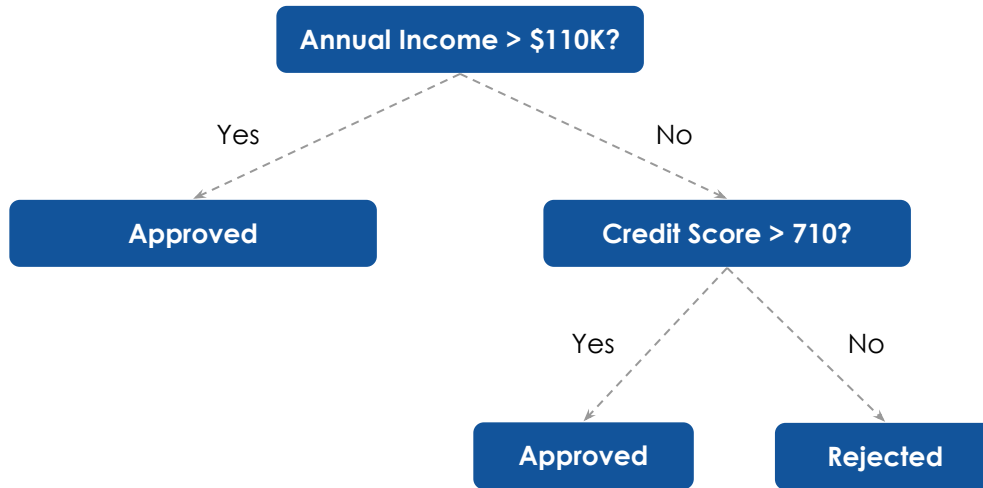 Annual Income > $110K?
Yes
No
Approved
Credit Score > 710?
Yes
No
Approved
Rejected